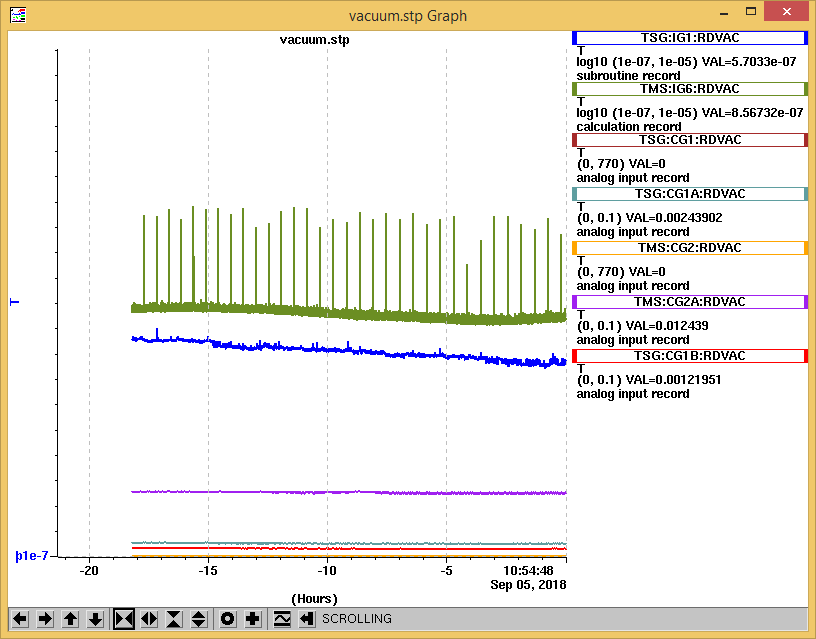 vacuum.stp Graph
vacuum.stp
T
þ1e-7
-20
-15
-10
-5
10:54:48
Sep 05, 2018
(Hours)
TSG:IG1:RDVAC
T
log10 (1e-07, 1e-05) VAL=5.7033e-07
subroutine record
TMS:IG6:RDVAC
T
log10 (1e-07, 1e-05) VAL=8.56732e-07
calculation record
TSG:CG1:RDVAC
T
(0, 770) VAL=0
analog input record
TSG:CG1A:RDVAC
T
(0, 0.1) VAL=0.00243902
analog input record
TMS:CG2:RDVAC
T
(0, 770) VAL=0
analog input record
TMS:CG2A:RDVAC
T
(0, 0.1) VAL=0.012439
analog input record
TSG:CG1B:RDVAC
T
(0, 0.1) VAL=0.00121951
analog input record
SCROLLING